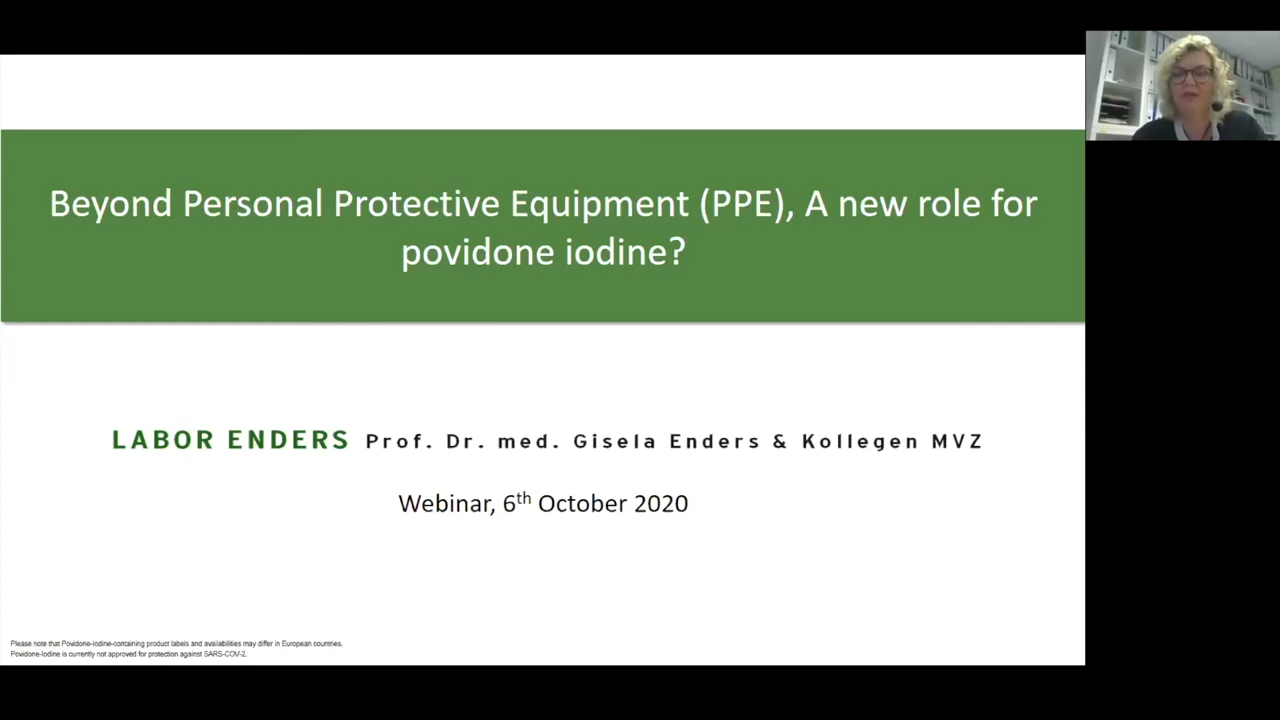 Beyond Personal Protective Equipment (PPE), A new role for
povidone iodine?
LABOR ENDERS Prof. Dr. med. Gisela Enders & Kollegen MVZ
Webinar, 6th October 2020
Please note that Povidone-iodine-containing product labels and availabilities may differ in European countries.
Povidone-Iodine is currently not approved for protection against SARS-COV-2.